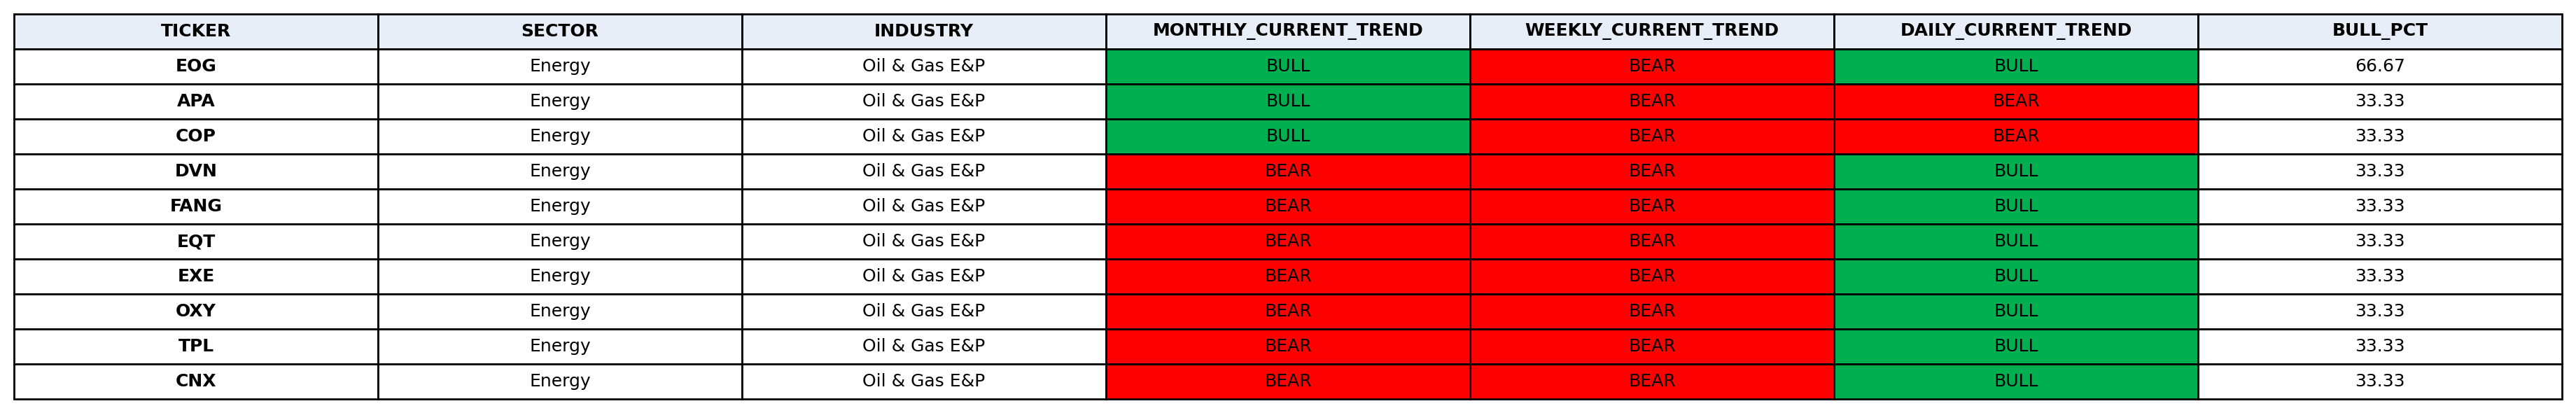 TICKER SECTOR INDUSTRY MONTHLY_CURRENT_TREND WEEKLY_CURRENT_TREND DAILY_CURRENT_TREND BULL_PCT
EOG Energy Oil & Gas E&P BULL BEAR BULL 66.67
APA Energy Oil & Gas E&P BULL BEAR BEAR 33.33
COP Energy Oil & Gas E&P BULL BEAR BEAR 33.33
DVN Energy Oil & Gas E&P BEAR BEAR BULL 33.33
FANG Energy Oil & Gas E&P BEAR BEAR BULL 33.33
EQT Energy Oil & Gas E&P BEAR BEAR BULL 33.33
EXE Energy Oil & Gas E&P BEAR BEAR BULL 33.33
OXY Energy Oil & Gas E&P BEAR BEAR BULL 33.33
TPL Energy Oil & Gas E&P BEAR BEAR BULL 33.33
CNX Energy Oil & Gas E&P BEAR BEAR BULL 33.33